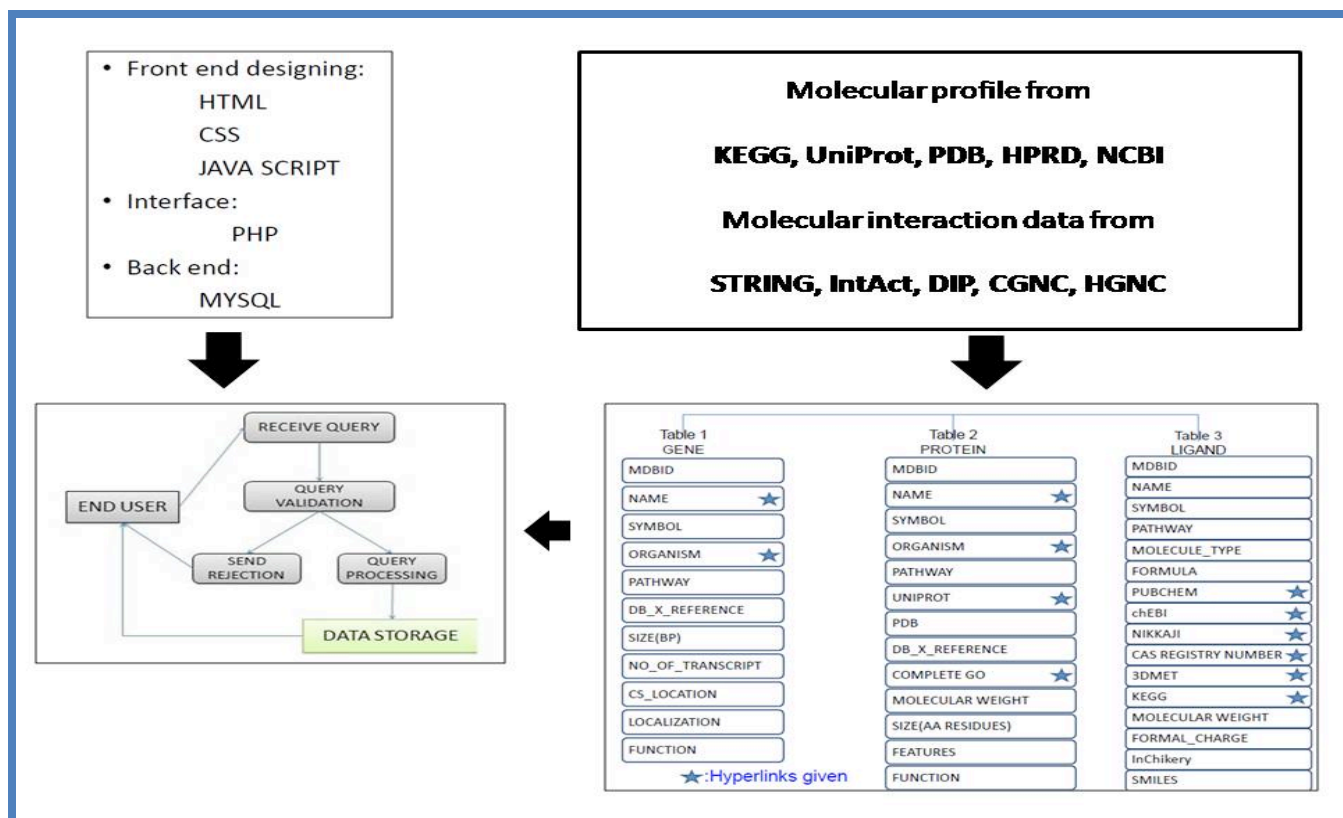 • Front end designing:
HTML
CSS
JAVA SCRIPT
• Interface:
PHP
• Back end:
MYSQL
Molecular profile from
KEGG, UniProt, PDB, HPRD, NCBI
Molecular interaction data from
STRING, IntAct, DIP, CGNC, HGNC
RECEIVE QUERY
QUERY
VALIDATION
END USER
SEND
REJECTION
QUERY
PROCESSING
DATA STORAGE
Table 1
GENE
MDBID
NAME
SYMBOL
ORGANISM
PATHWAY
DB_X_REFERENCE
SIZE(BP)
NO_OF_TRANSCRIPT
CS_LOCATION
LOCALIZATION
FUNCTION
★:Hyperlinks given
Table 2
PROTEIN
MDBID
NAME
SYMBOL
ORGANISM
PATHWAY
UNIPROT
PDB
DB_X_REFERENCE
COMPLETE GO
MOLECULAR WEIGHT
SIZE(AA RESIDUES)
FEATURES
FUNCTION
Table 3
LIGAND
MDBID
NAME
SYMBOL
PATHWAY
MOLECULE_TYPE
FORMULA
PUBCHEM
chEBI
NIKKAJI
CAS REGISTRY NUMBER
3DMET
KEGG
MOLECULAR WEIGHT
FORMAL_CHARGE
InChikery
SMILES